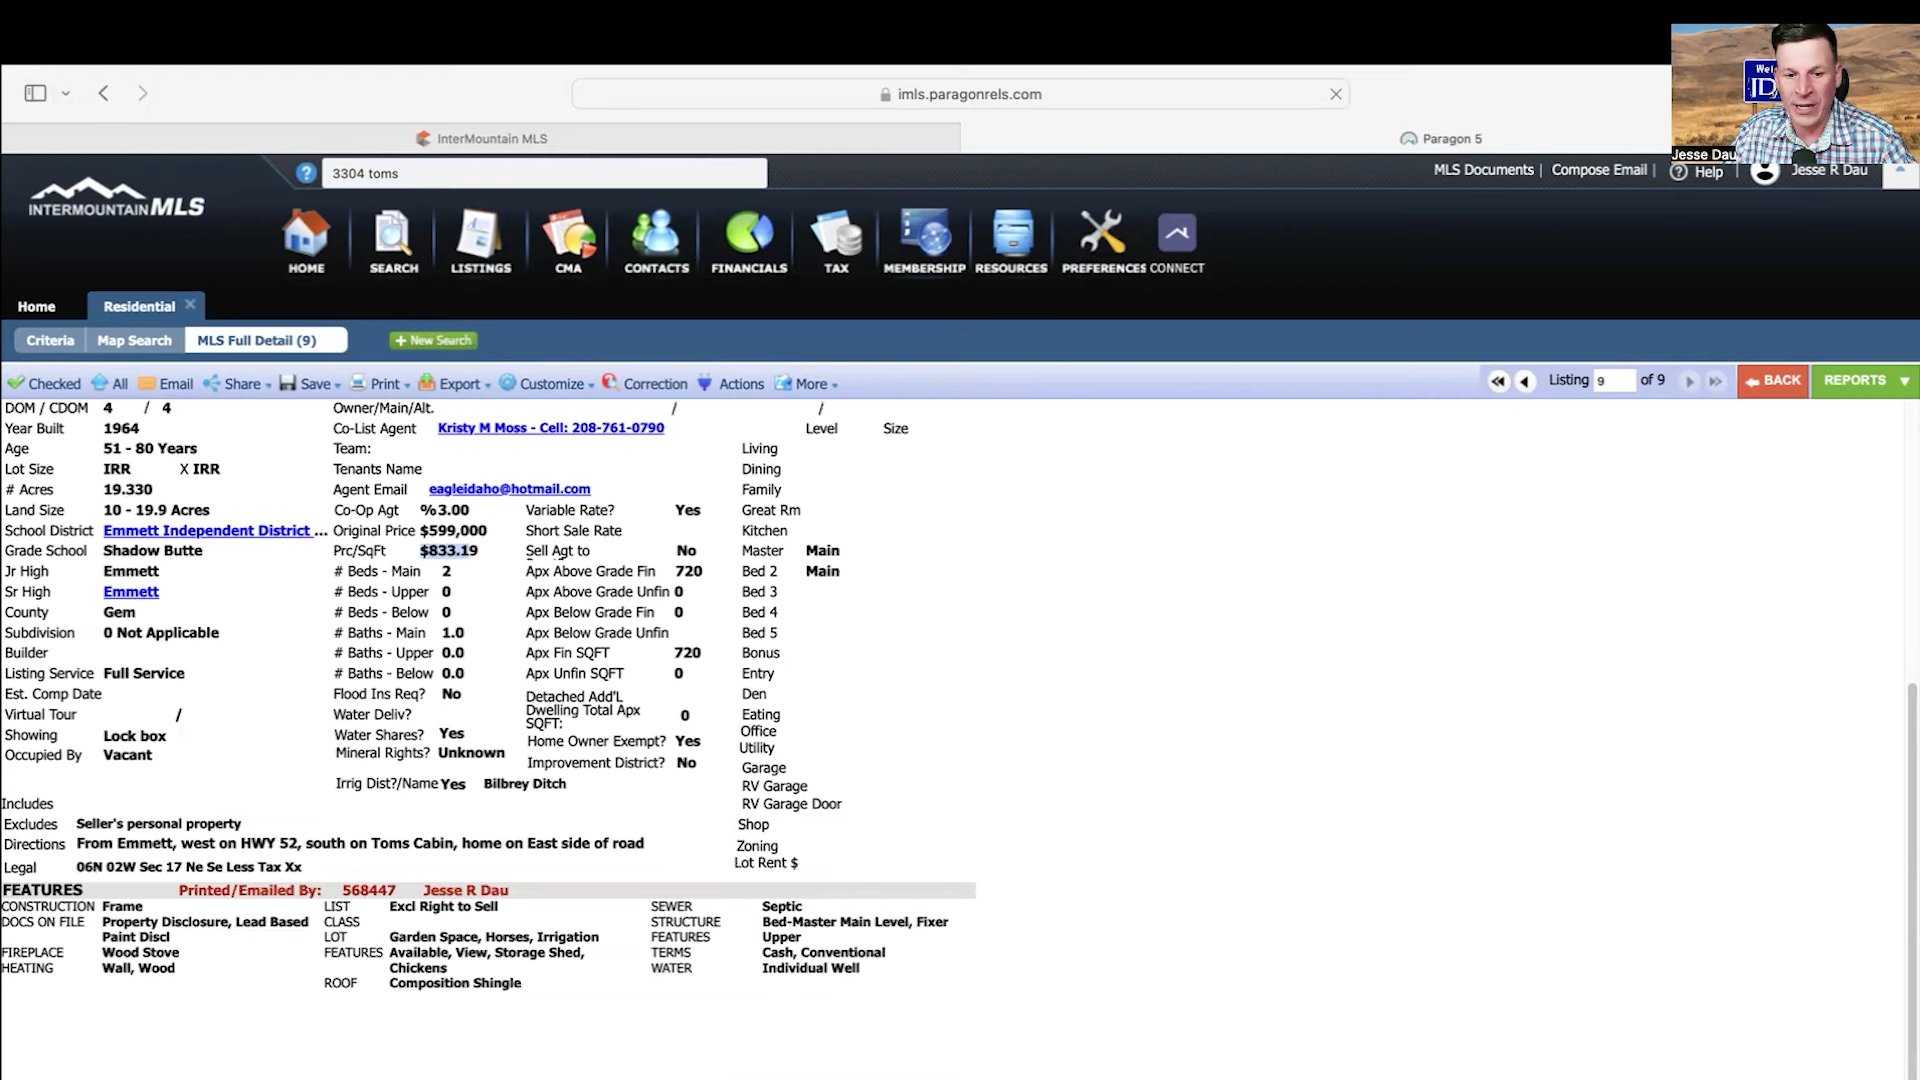 Wel
ID
Jesse Dau
imls.paragonrels.com
InterMountain MLS
Paragon 5
INTERMOUNTAIN MLS
3304 toms
MLS Documents | Compose Email | Help | Jesse R Dau
HOME SEARCH LISTINGS CMA CONTACTS FINANCIALS TAX MEMBERSHIP RESOURCES PREFERENCES CONNECT
Home Residential
Criteria Map Search MLS Full Detail (9) + New Search
Checked All Email Share Save Print Export Customize Correction Actions More Listing 9 of 9 BACK REPORTS
DOM / CDOM 4 / 4 Owner/Main/Alt. / /
Year Built 1964 Co-List Agent Kristy M Moss - Cell: 208-761-0790 Level Size
Age 51 - 80 Years Team: Living
Lot Size IRR X IRR Tenants Name Dining
# Acres 19.330 Agent Email eagleidaho@hotmail.com Family
Land Size 10 - 19.9 Acres Co-Op Agt %3.00 Variable Rate? Yes Great Rm
School District Emmett Independent District ... Original Price $599,000 Short Sale Rate Kitchen
Grade School Shadow Butte Prc/SqFt $833.19 Sell Agt to No Master Main
Jr High Emmett # Beds - Main 2 Apx Above Grade Fin 720 Bed 2 Main
Sr High Emmett # Beds - Upper 0 Apx Above Grade Unfin 0 Bed 3
County Gem # Beds - Below 0 Apx Below Grade Fin 0 Bed 4
Subdivision 0 Not Applicable # Baths - Main 1.0 Apx Below Grade Unfin Bed 5
Builder # Baths - Upper 0.0 Apx Fin SQFT 720 Bonus
Listing Service Full Service # Baths - Below 0.0 Apx Unfin SQFT 0 Entry
Est. Comp Date Flood Ins Req? No Detached Add'L Den
Virtual Tour / Water Deliv? Dwelling Total Apx SQFT: 0 Eating
Showing Lock box Water Shares? Yes Home Owner Exempt? Yes Office
Occupied By Vacant Mineral Rights? Unknown Improvement District? No Utility
Garage
Irrig Dist?/Name Yes Bilbrey Ditch RV Garage
Includes RV Garage Door
Excludes Seller's personal property Shop
Directions From Emmett, west on HWY 52, south on Toms Cabin, home on East side of road Zoning
Legal 06N 02W Sec 17 Ne Se Less Tax Xx Lot Rent $
FEATURES Printed/Emailed By: 568447 Jesse R Dau
CONSTRUCTION Frame LIST Excl Right to Sell SEWER Septic
DOCS ON FILE Property Disclosure, Lead Based CLASS STRUCTURE Bed-Master Main Level, Fixer
Paint Discl LOT Garden Space, Horses, Irrigation FEATURES Upper
FIREPLACE Wood Stove FEATURES Available, View, Storage Shed, TERMS Cash, Conventional
HEATING Wall, Wood Chickens WATER Individual Well
ROOF Composition Shingle